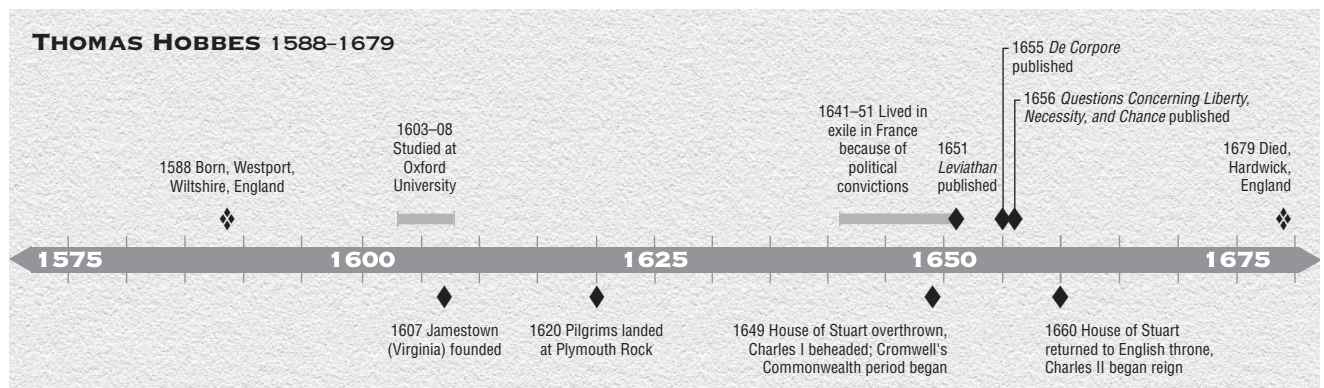 THOMAS HOBBES 1588–1679
1588 Born, Westport,
Wiltshire, England
1603–08
Studied at
Oxford
University
1641–51 Lived in
exile in France
because of
political
convictions
1651
Leviathan
published
1655 De Corpore
published
1656 Questions Concerning Liberty,
Necessity, and Chance published
1679 Died,
Hardwick,
England
1575 1600 1625 1650 1675
1607 Jamestown
(Virginia) founded
1620 Pilgrims landed
at Plymouth Rock
1649 House of Stuart overthrown,
Charles I beheaded; Cromwell's
Commonwealth period began
1660 House of Stuart
returned to English throne,
Charles II began reign